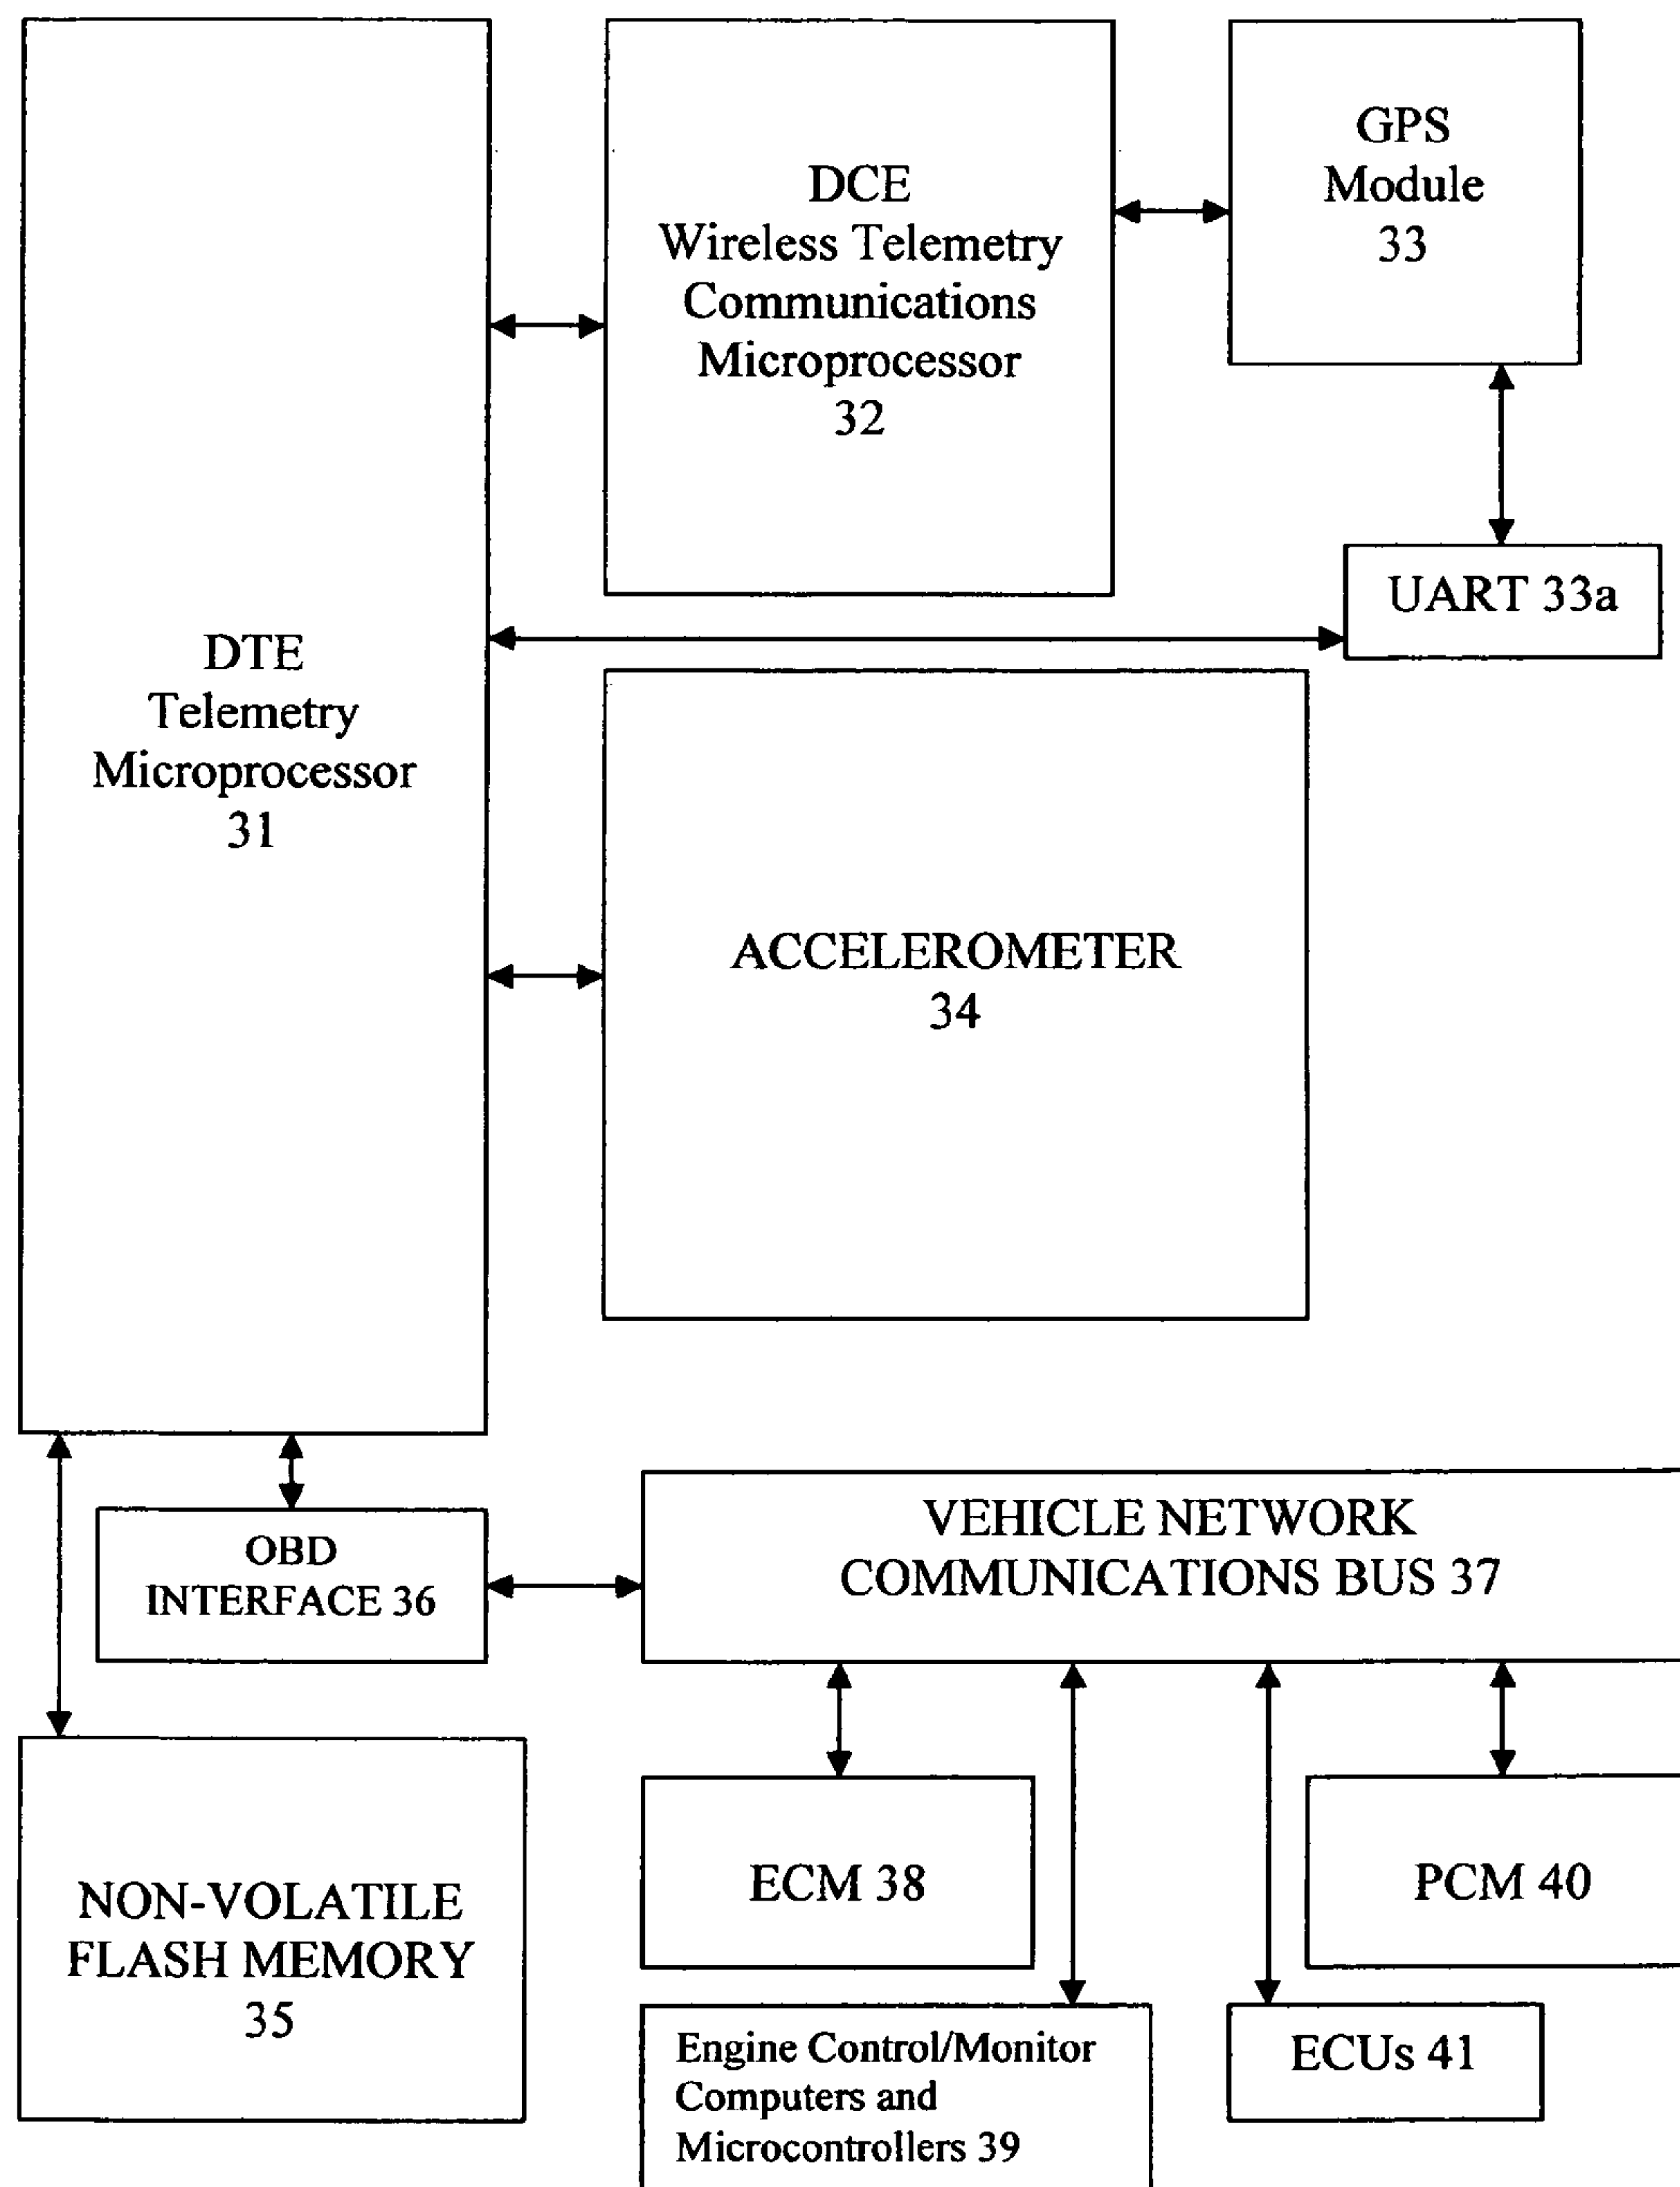 DCE
Wireless Telemetry
Communications
Microprocessor
32
GPS
Module
33
UART 33a
DTE
Telemetry
Microprocessor
31
ACCELEROMETER
34
OBD
INTERFACE 36
VEHICLE NETWORK
COMMUNICATIONS BUS 37
NON-VOLATILE
FLASH MEMORY
35
ECM 38
PCM 40
Engine Control/Monitor
Computers and
Microcontrollers 39
ECUs 41